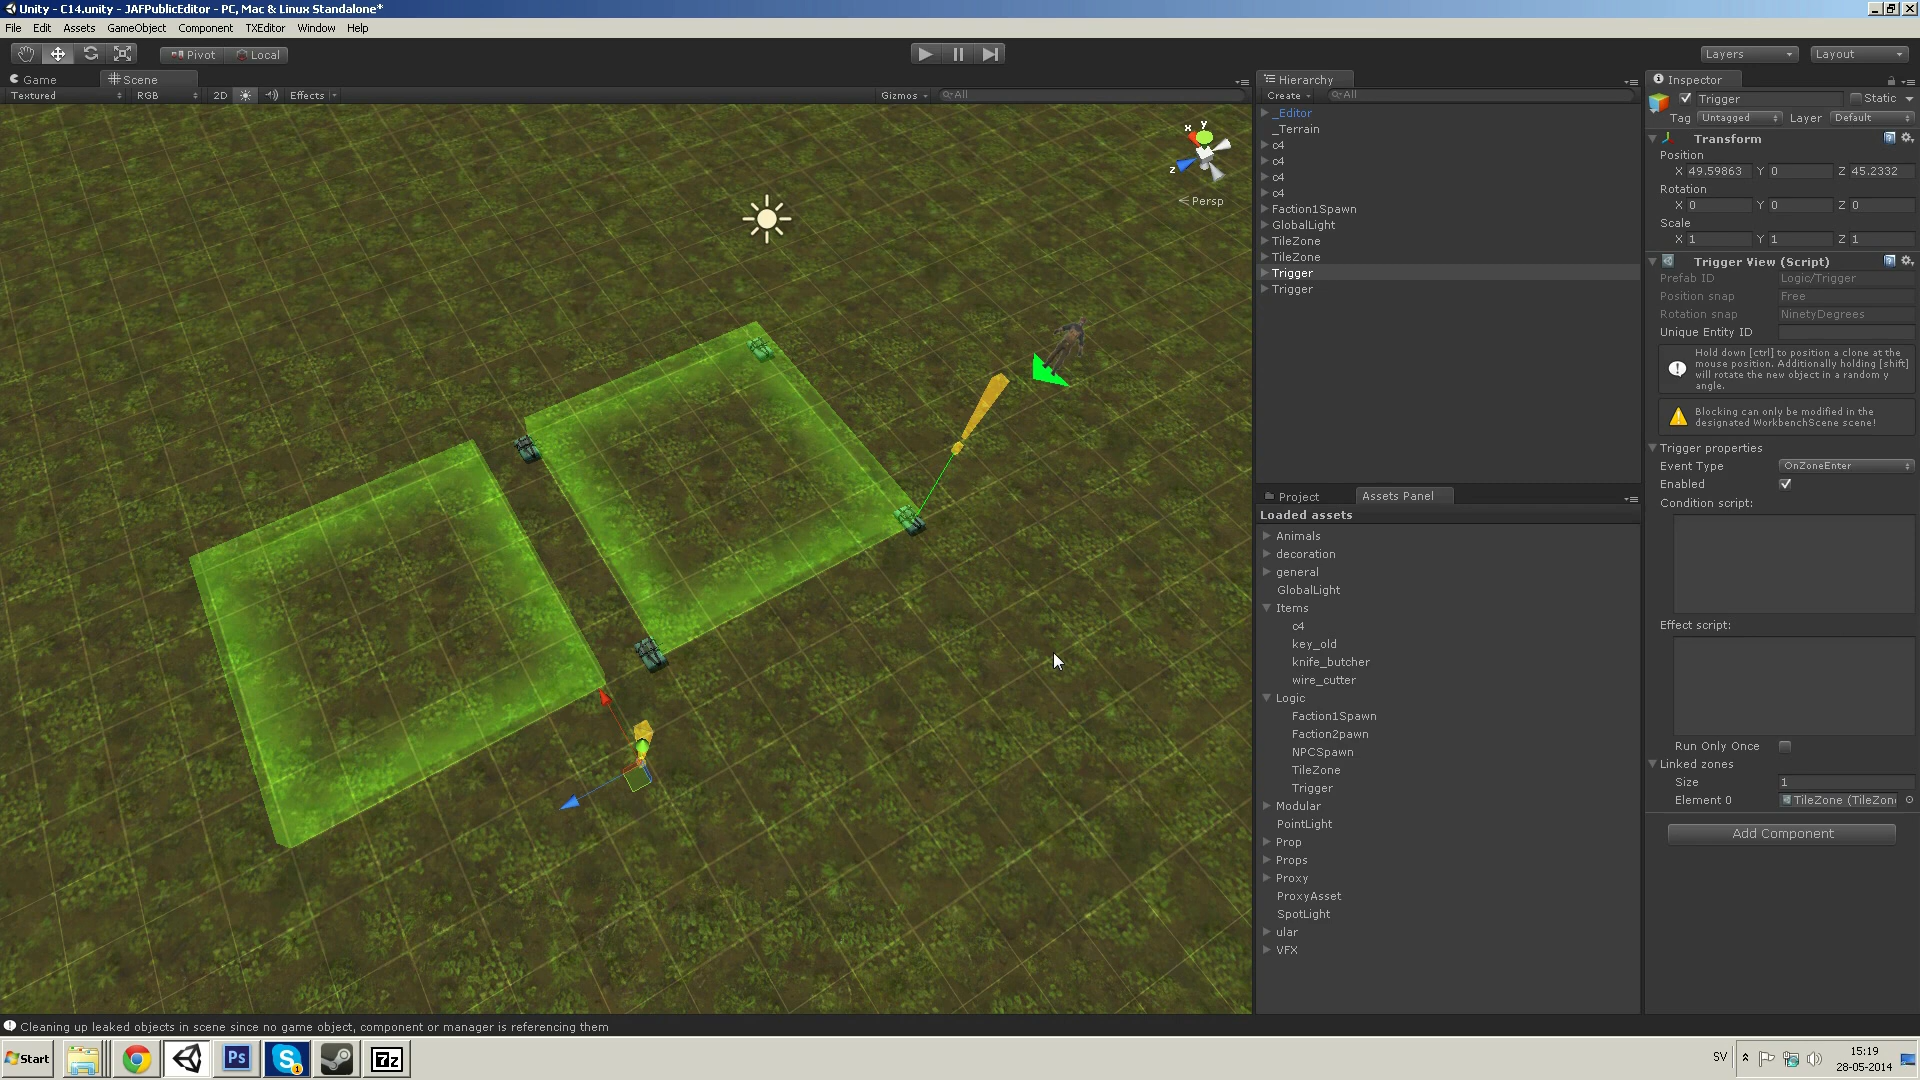 Unity - C14.unity - JAFPublicEditor - PC, Mac & Linux Standalone*
File Edit Assets GameObject Component TXEditor Window Help
Pivot Local Layers Layout
Game Scene
Textured RGB 2D Effects Gizmos All
x y z
Persp
Hierarchy
Create All
_Editor
_Terrain
c4
c4
c4
c4
Faction1Spawn
GlobalLight
TileZone
TileZone
Trigger
Trigger
Project Assets Panel
Loaded assets
Animals
decoration
general
GlobalLight
Items
c4
key_old
knife_butcher
wire_cutter
Logic
Faction1Spawn
Faction2pawn
NPCSpawn
TileZone
Trigger
Modular
PointLight
Prop
Props
Proxy
ProxyAsset
SpotLight
ular
VFX
Inspector
Trigger Static
Tag Untagged Layer Default
Transform
Position
X 49.59863 Y 0 Z 45.2332
Rotation
X 0 Y 0 Z 0
Scale
X 1 Y 1 Z 1
Trigger View (Script)
Prefab ID Logic/Trigger
Position snap Free
Rotation snap NinetyDegrees
Unique Entity ID
Hold down [ctrl] to position a clone at the
mouse position. Additionally holding [shift]
will rotate the new object in a random y
angle.
Blocking can only be modified in the
designated WorkbenchScene scene!
Trigger properties
Event Type OnZoneEnter
Enabled
Condition script:
Effect script:
Run Only Once
Linked zones
Size 1
Element 0 TileZone (TileZon
Add Component
Cleaning up leaked objects in scene since no game object, component or manager is referencing them
Start Ps S 1 7z SV 15:19
28-05-2014